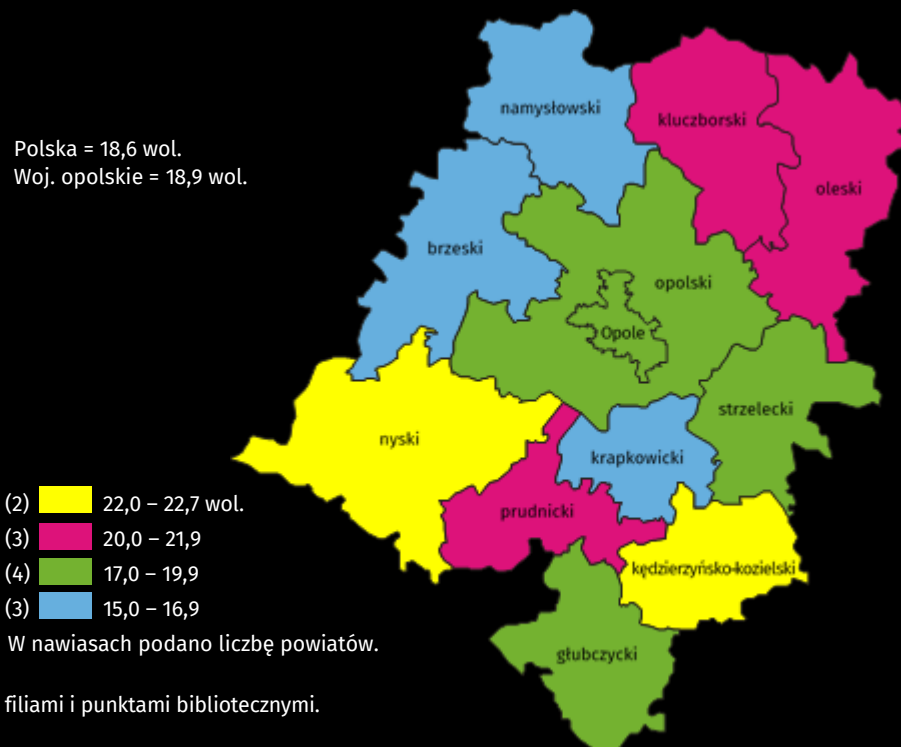 namysłowski
kluczborski
Polska = 18,6 wol.
Woj. opolskie = 18,9 wol.
oleski
brzeski
opolski
Opole
strzelecki
nyski
krapkowicki
(2) 22,0 – 22,7 wol.
prudnicki
(3) 20,0 – 21,9
(4) 17,0 – 19,9
kędzierzyńsko-kozielski
(3) 15,0 – 16,9
W nawiasach podano liczbę powiatów.
głubczycki
filiami i punktami bibliotecznymi.